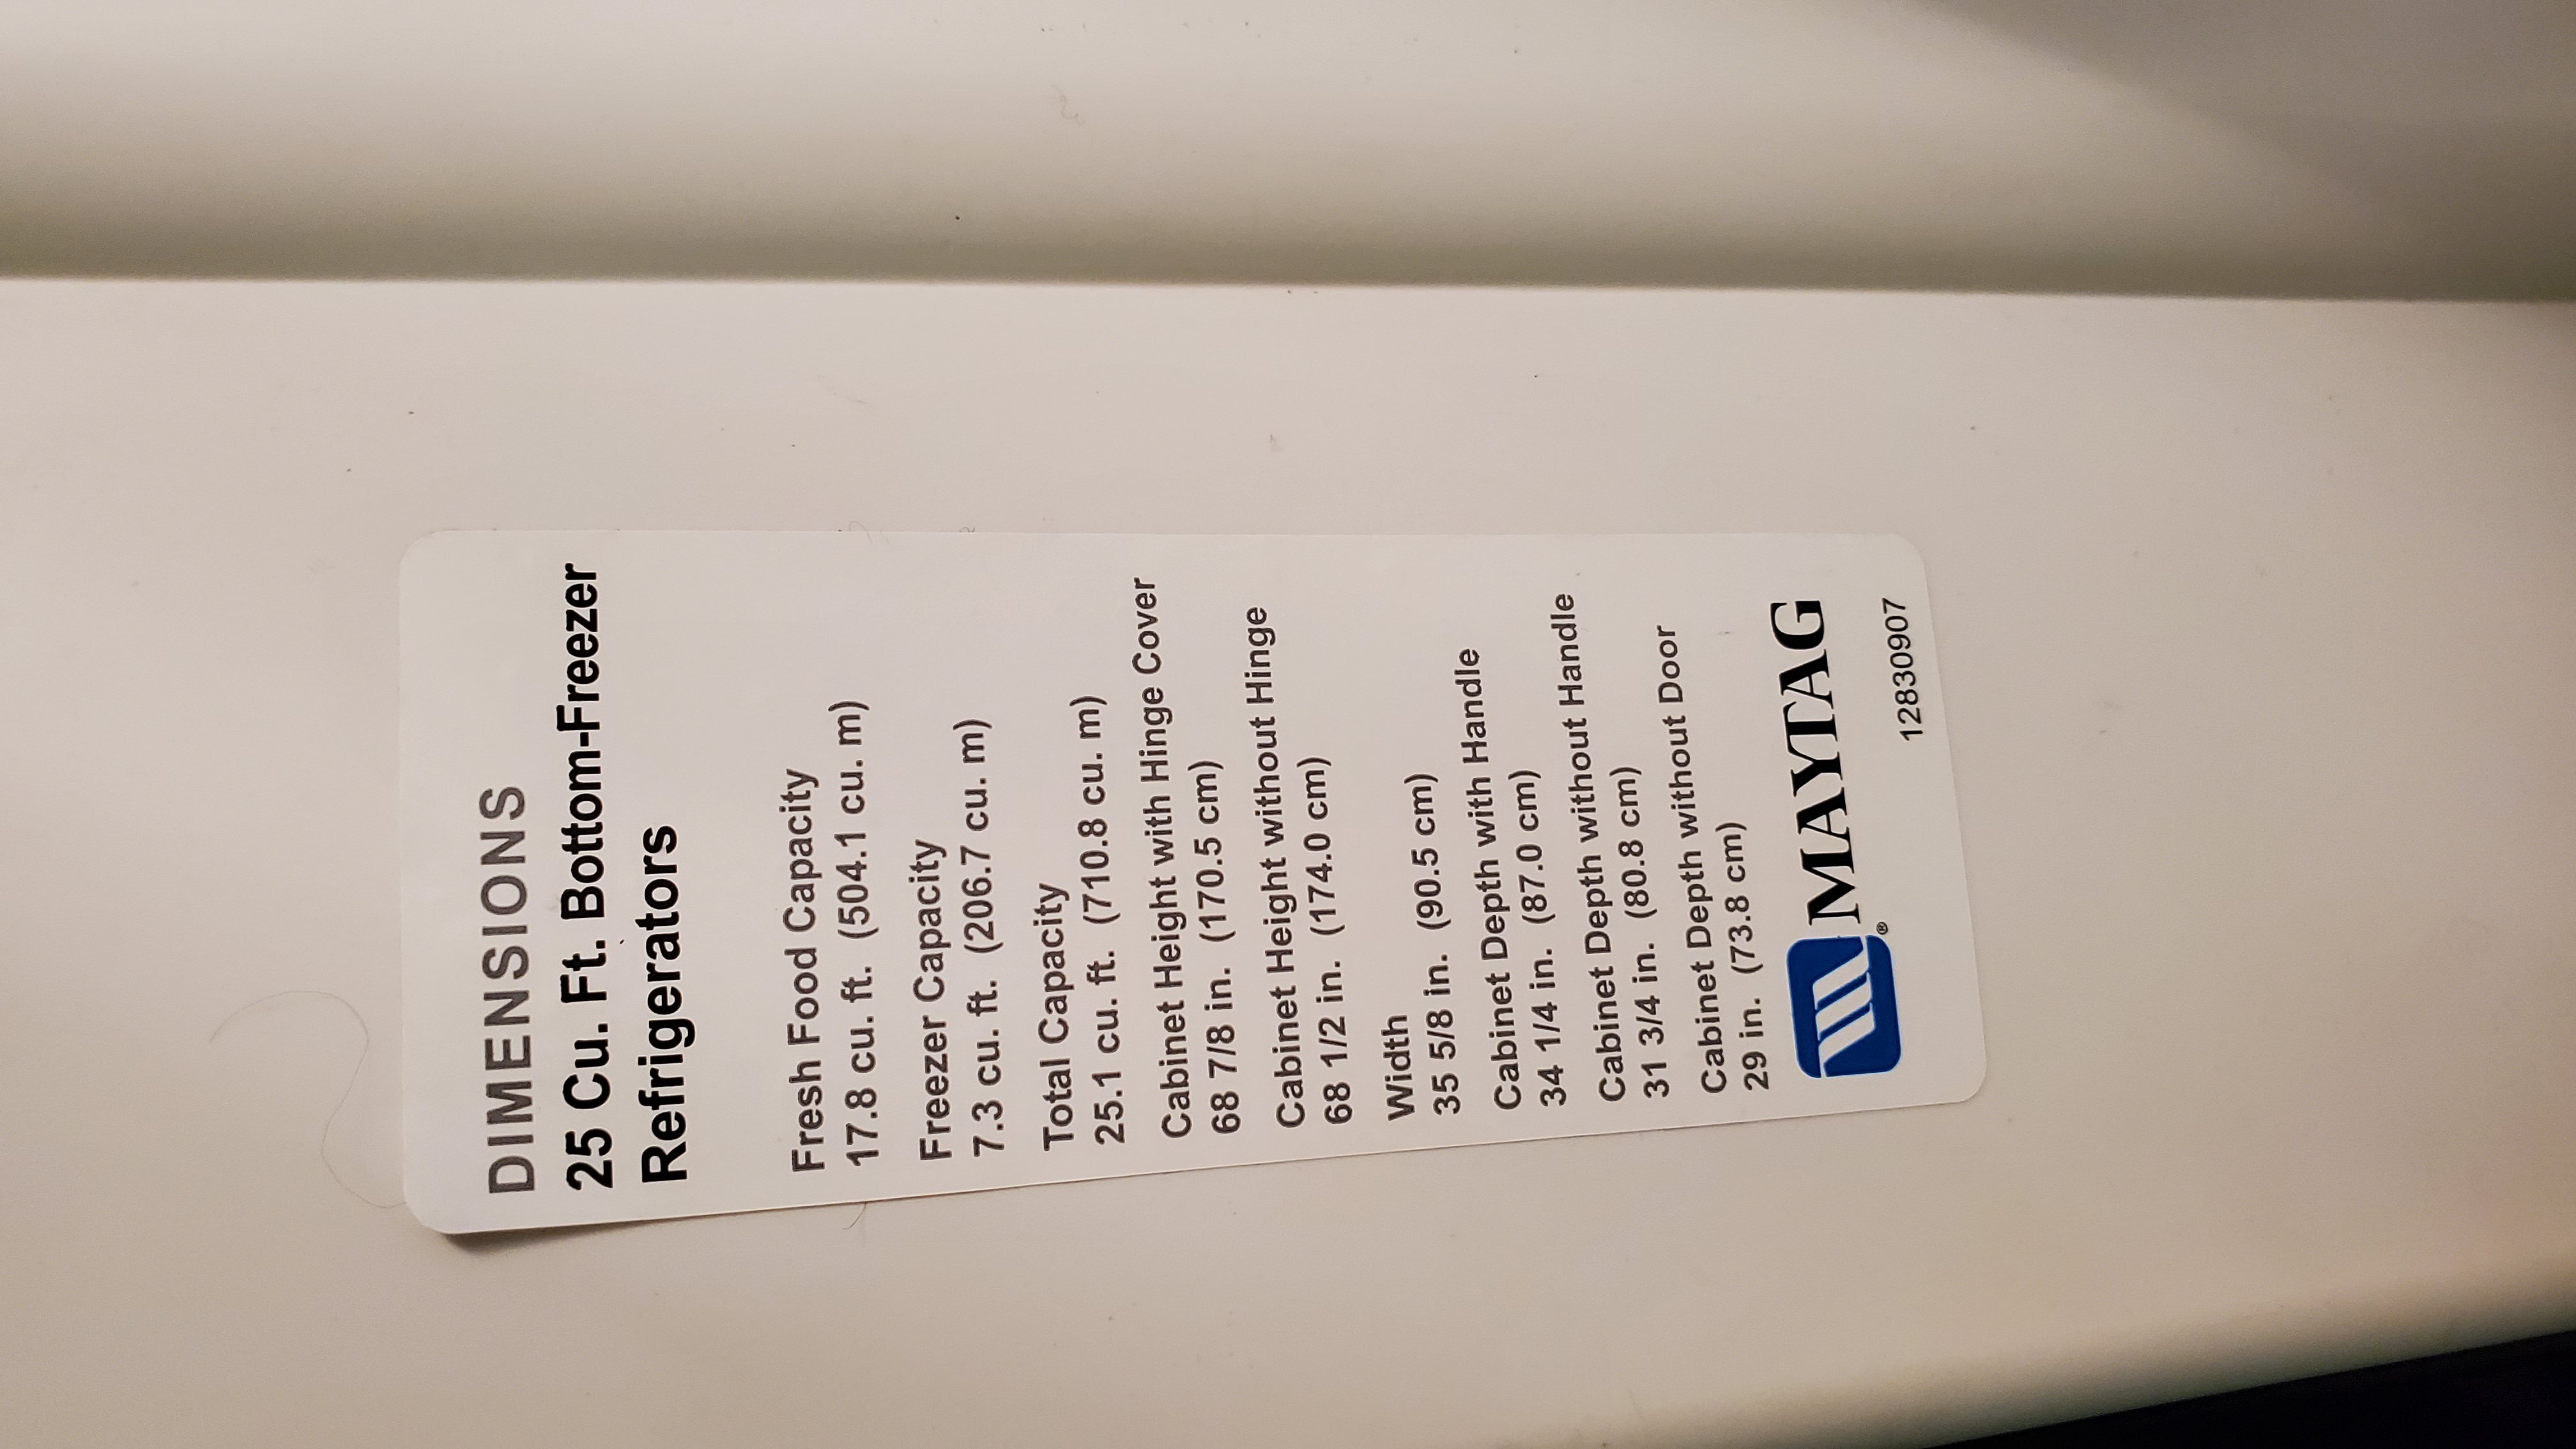 DIMENSIONS
25 Cu. Ft. Bottom-Freezer
Refrigerators
Fresh Food Capacity
17.8 cu. ft. (504.1 cu. m)
Freezer Capacity
7.3 cu. ft. (206.7 cu. m)
Total Capacity
25.1 cu. ft. (710.8 cu. m)
Cabinet Height with Hinge Cover
68 7/8 in. (170.5 cm)
Cabinet Height without Hinge
68 1/2 in. (174.0 cm)
Width
35 5/8 in. (90.5 cm)
Cabinet Depth with Handle
34 1/4 in. (87.0 cm)
Cabinet Depth without Handle
31 3/4 in. (80.8 cm)
Cabinet Depth without Door
29 in. (73.8 cm)
® MAYTAG
12830907